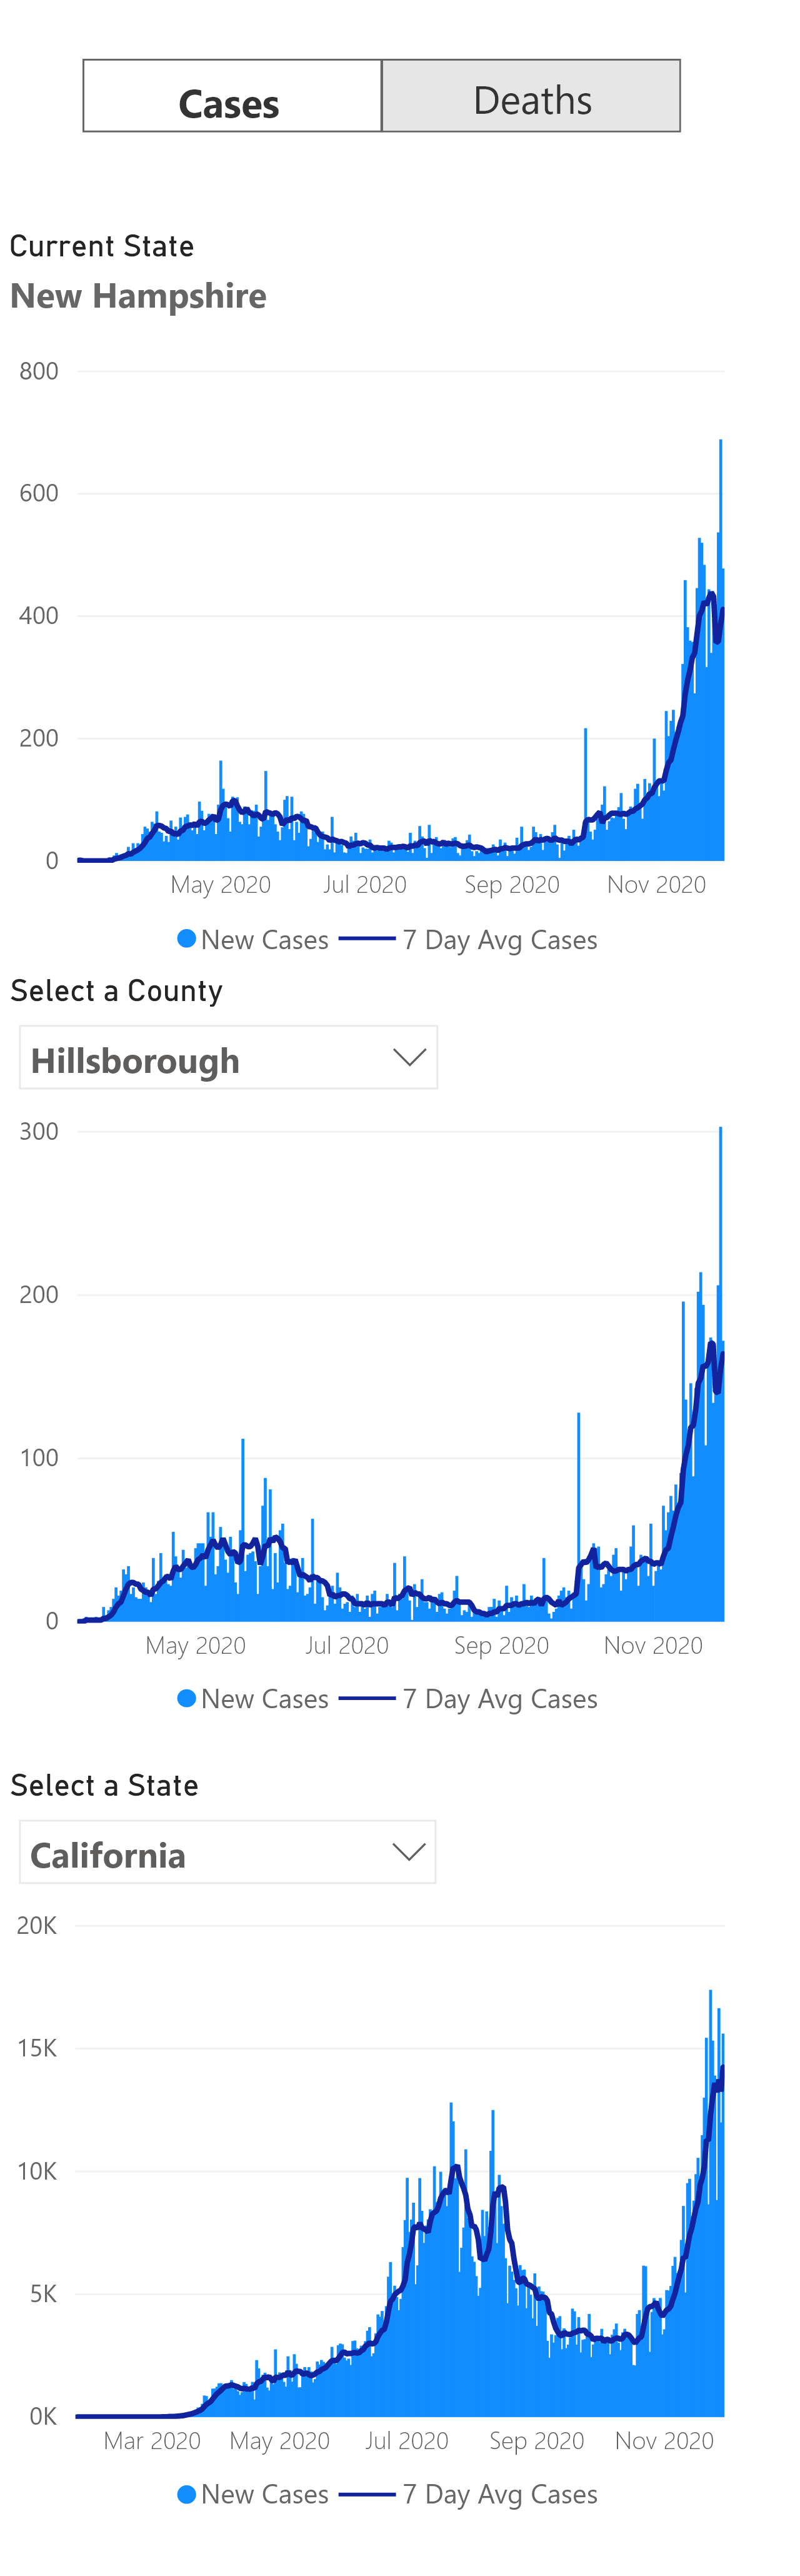 Cases Deaths
Current State
New Hampshire
800
600
400
200
0
May 2020 Jul 2020 Sep 2020 Nov 2020
New Cases 7 Day Avg Cases
Select a County
Hillsborough
300
200
100
0
May 2020 Jul 2020 Sep 2020 Nov 2020
New Cases 7 Day Avg Cases
Select a State
California
20K
15K
10K
5K
0K
Mar 2020 May 2020 Jul 2020 Sep 2020 Nov 2020
New Cases 7 Day Avg Cases